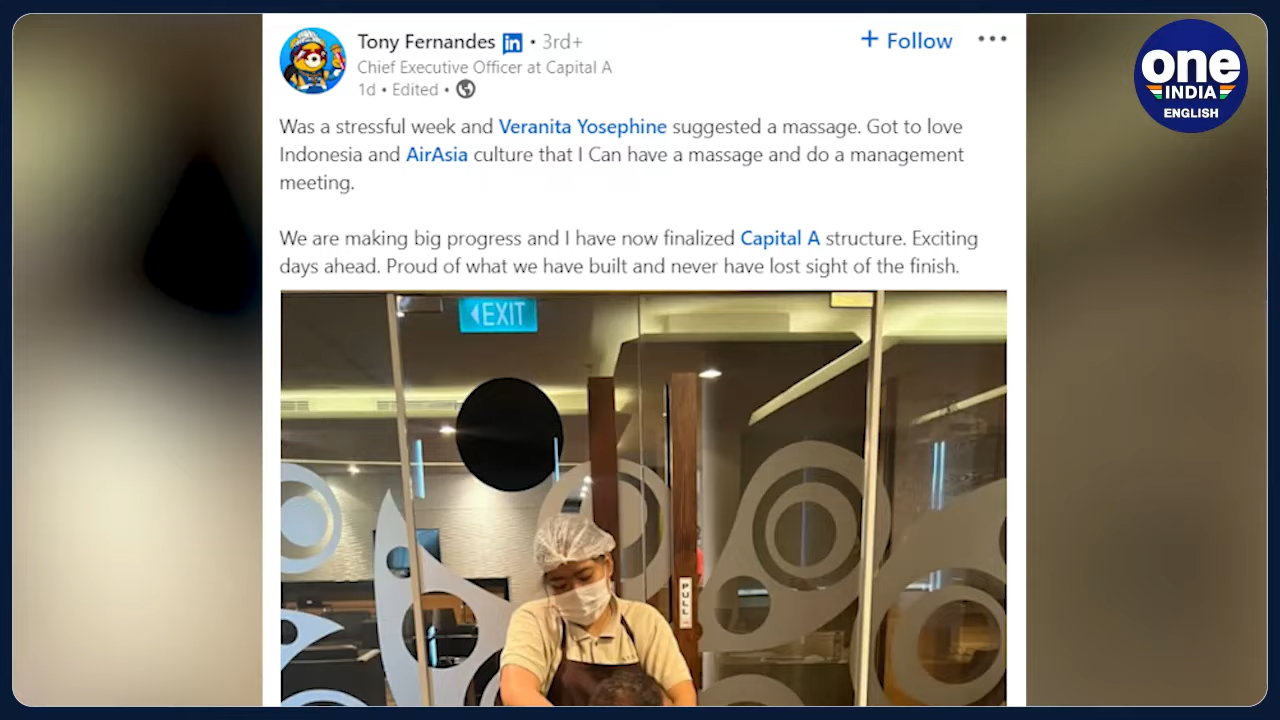 Tony Fernandes in • 3rd+
+ Follow
Chief Executive Officer at Capital A
1d • Edited •
Was a stressful week and Veranita Yosephine suggested a massage. Got to love
Indonesia and AirAsia culture that I Can have a massage and do a management
meeting.
We are making big progress and I have now finalized Capital A structure. Exciting
days ahead. Proud of what we have built and never have lost sight of the finish.
EXIT
PULL
one
INDIA
ENGLISH